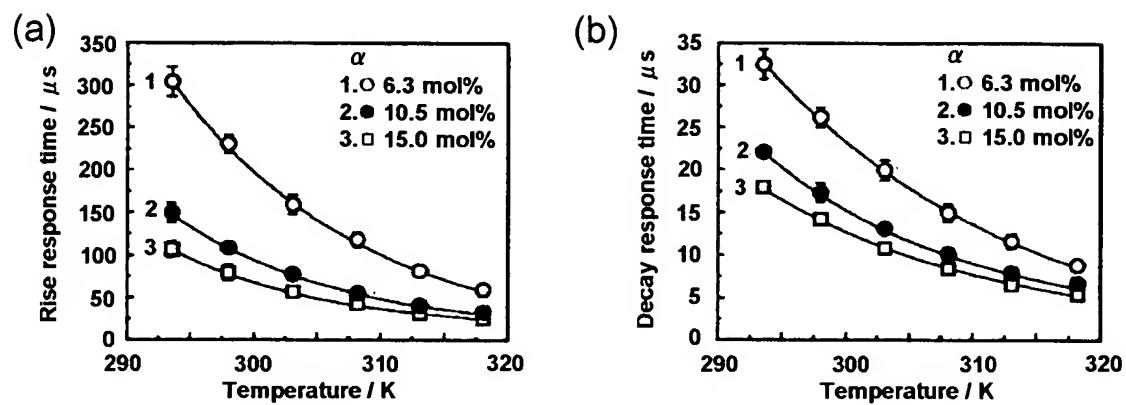 (a)
Rise response time / μs
350
300
250
200
150
100
50
0
290
300
310
320
Temperature / K
α
1. 6.3 mol%
2. 10.5 mol%
3. 15.0 mol%
1
2
3
(b)
Decay response time / μs
35
30
25
20
15
10
5
0
290
300
310
320
Temperature / K
α
1. 6.3 mol%
2. 10.5 mol%
3. 15.0 mol%
1
2
3